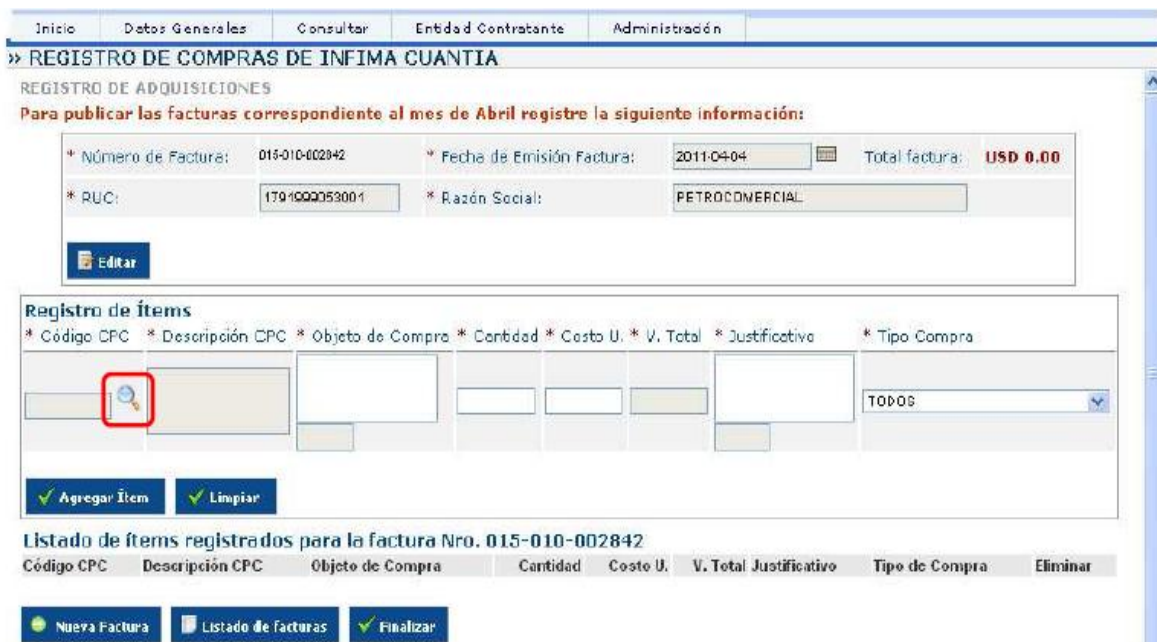 Inicio Datos Generales Consultar Entidad Contratante Administración
» REGISTRO DE COMPRAS DE INFIMA CUANTIA
REGISTRO DE ADQUISICIONES
Para publicar las facturas correspondiente al mes de Abril registre la siguiente información:
* Número de Factura: 015-010-002842 * Fecha de Emisión Factura: 2011-04-04 Total factura: USD 0.00
* RUC: 1791999053001 * Razón Social: PETROCOMERCIAL
Editar
Registro de Ítems
* Código CPC * Descripción CPC * Objeto de Compra * Cantidad * Costo U. * V. Total * Justificativo * Tipo Compra
TODOS
Agregar Ítem Limpiar
Listado de ítems registrados para la factura Nro. 015-010-002842
Código CPC Descripción CPC Objeto de Compra Cantidad Costo U. V. Total Justificativo Tipo de Compra Eliminar
Nueva Factura Listado de facturas Finalizar